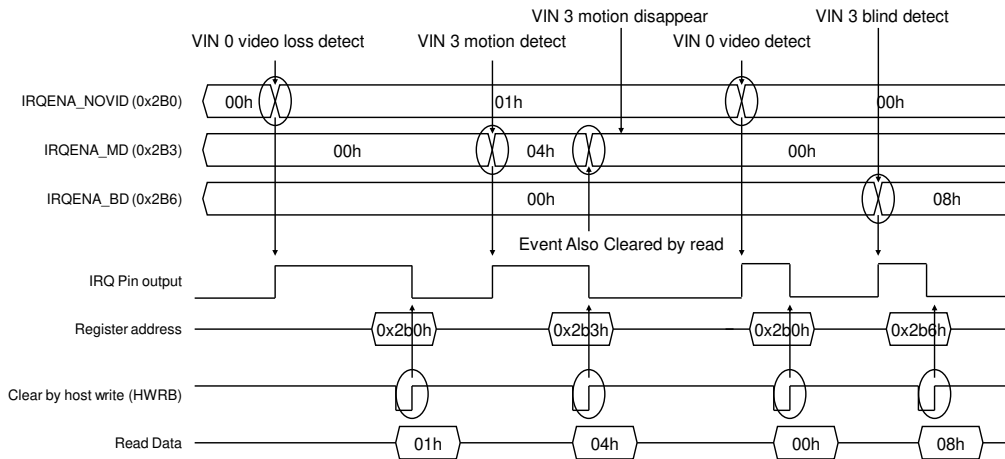 VIN 3 motion disappear
VIN 3 blind detect
VIN 0 video loss detect
VIN 3 motion detect
VIN 0 video detect
IRQENA_NOVID (0x2B0)
00h
01h
00h
IRQENA_MD (0x2B3)
00h
04h
00h
IRQENA_BD (0x2B6)
00h
08h
Event Also Cleared by read
IRQ Pin output
Register address
0x2b0h
0x2b3h
0x2b0h
0x2b6h
Clear by host write (HWRB)
Read Data
01h
04h
00h
08h